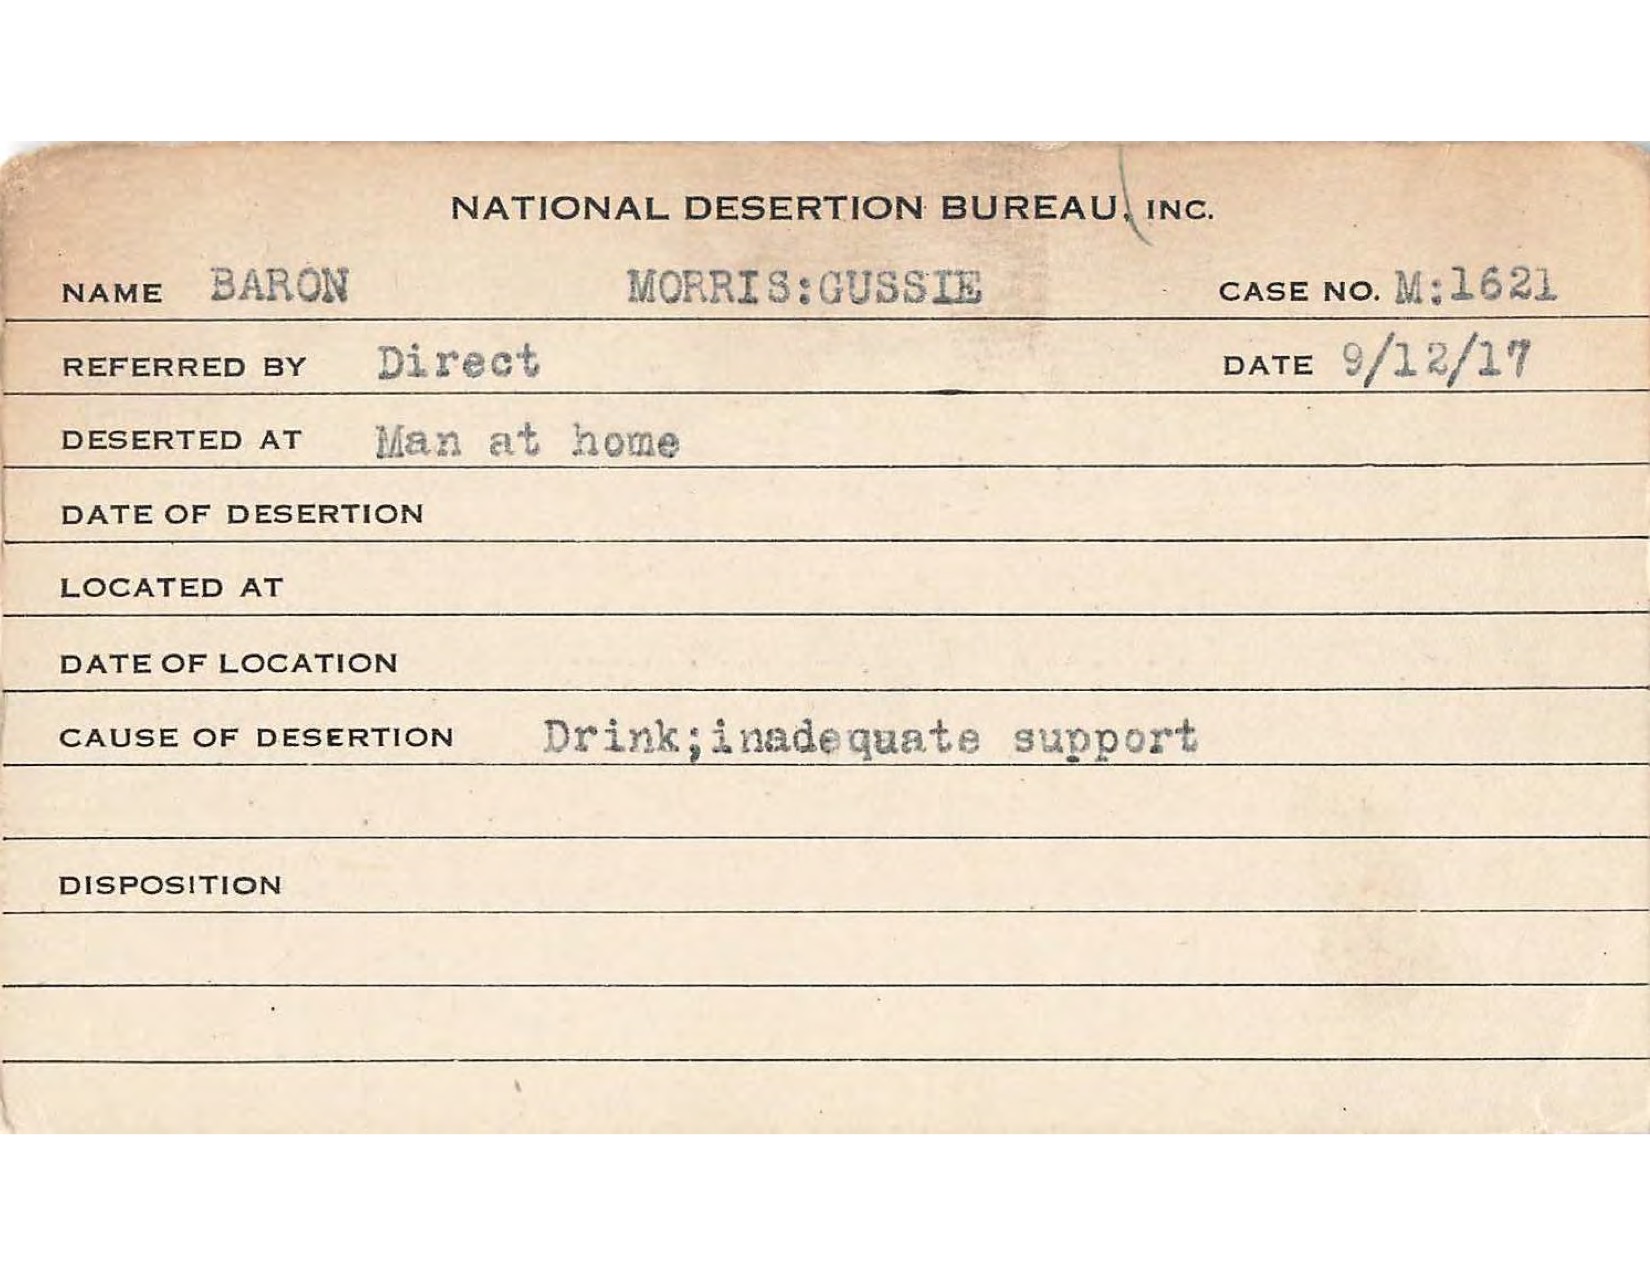 NATIONAL DESERTION BUREAU, INC.
NAME BARON MORRIS:GUSSIE CASE NO. M:1621
REFERRED BY Direct DATE 9/12/17
DESERTED AT Man at home
DATE OF DESERTION
LOCATED AT
DATE OF LOCATION
CAUSE OF DESERTION Drink;inadequate support
DISPOSITION